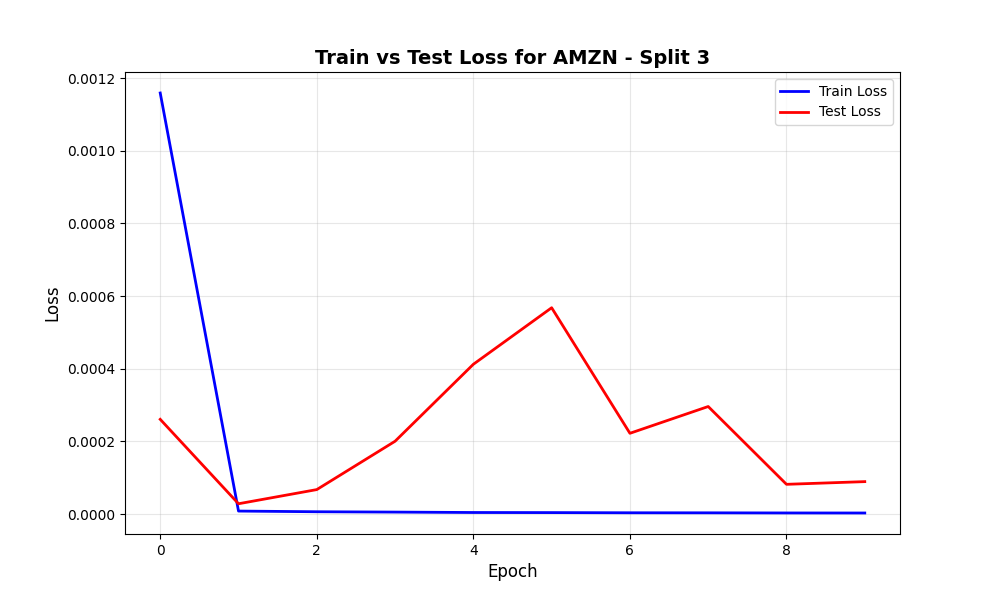 Train vs Test Loss for AMZN - Split 3
Train Loss
Test Loss
Loss
0.0012
0.0010
0.0008
0.0006
0.0004
0.0002
0.0000
0 2 4 6 8
Epoch